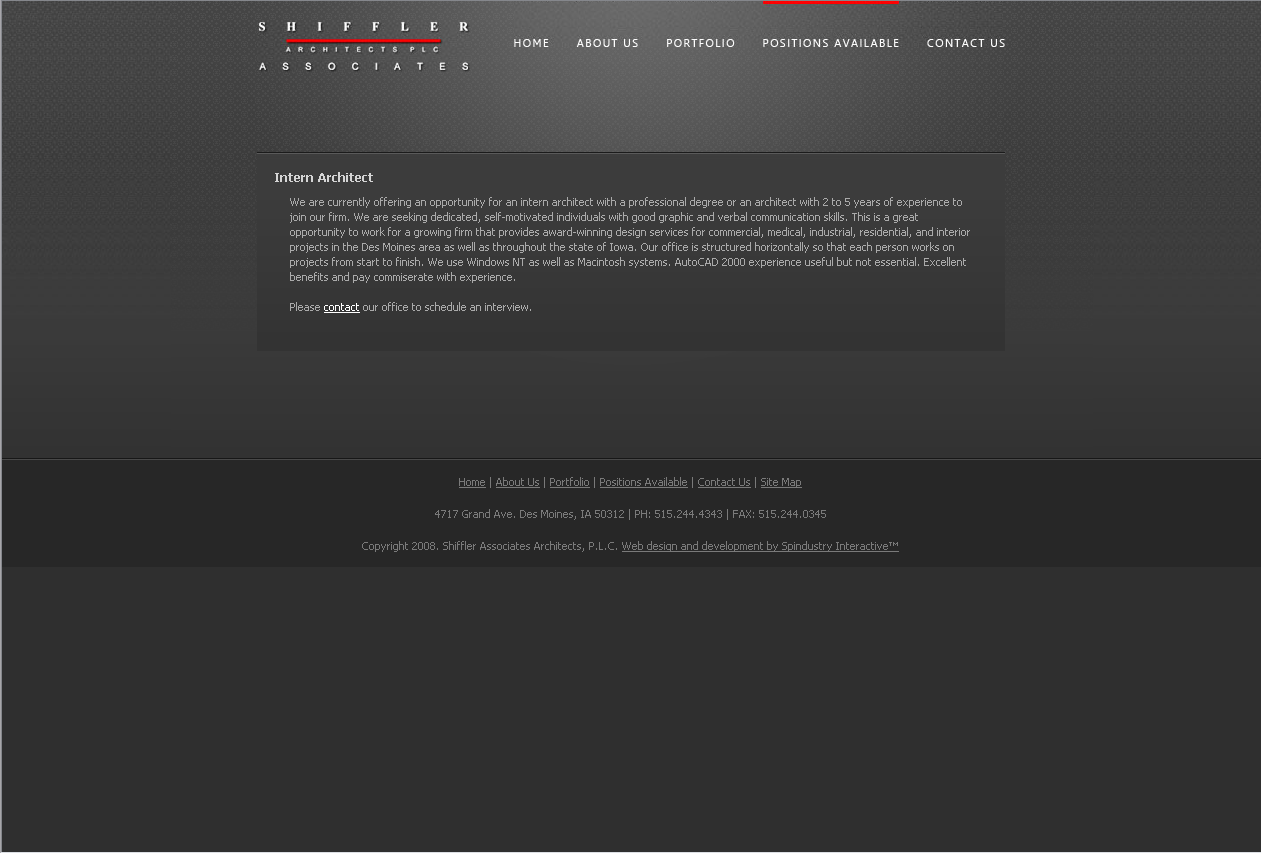 S H I F F L E R
ARCHITECTS PLC
A S S O C I A T E S
HOME ABOUT US PORTFOLIO POSITIONS AVAILABLE CONTACT US
Intern Architect
We are currently offering an opportunity for an intern architect with a professional degree or an architect with 2 to 5 years of experience to
join our firm. We are seeking dedicated, self-motivated individuals with good graphic and verbal communication skills. This is a great
opportunity to work for a growing firm that provides award-winning design services for commercial, medical, industrial, residential, and interior
projects in the Des Moines area as well as throughout the state of Iowa. Our office is structured horizontally so that each person works on
projects from start to finish. We use Windows NT as well as Macintosh systems. AutoCAD 2000 experience useful but not essential. Excellent
benefits and pay commiserate with experience.
Please contact our office to schedule an interview.
Home | About Us | Portfolio | Positions Available | Contact Us | Site Map
4717 Grand Ave. Des Moines, IA 50312 | PH: 515.244.4343 | FAX: 515.244.0345
Copyright 2008. Shiffler Associates Architects, P.L.C. Web design and development by Spindustry Interactive™